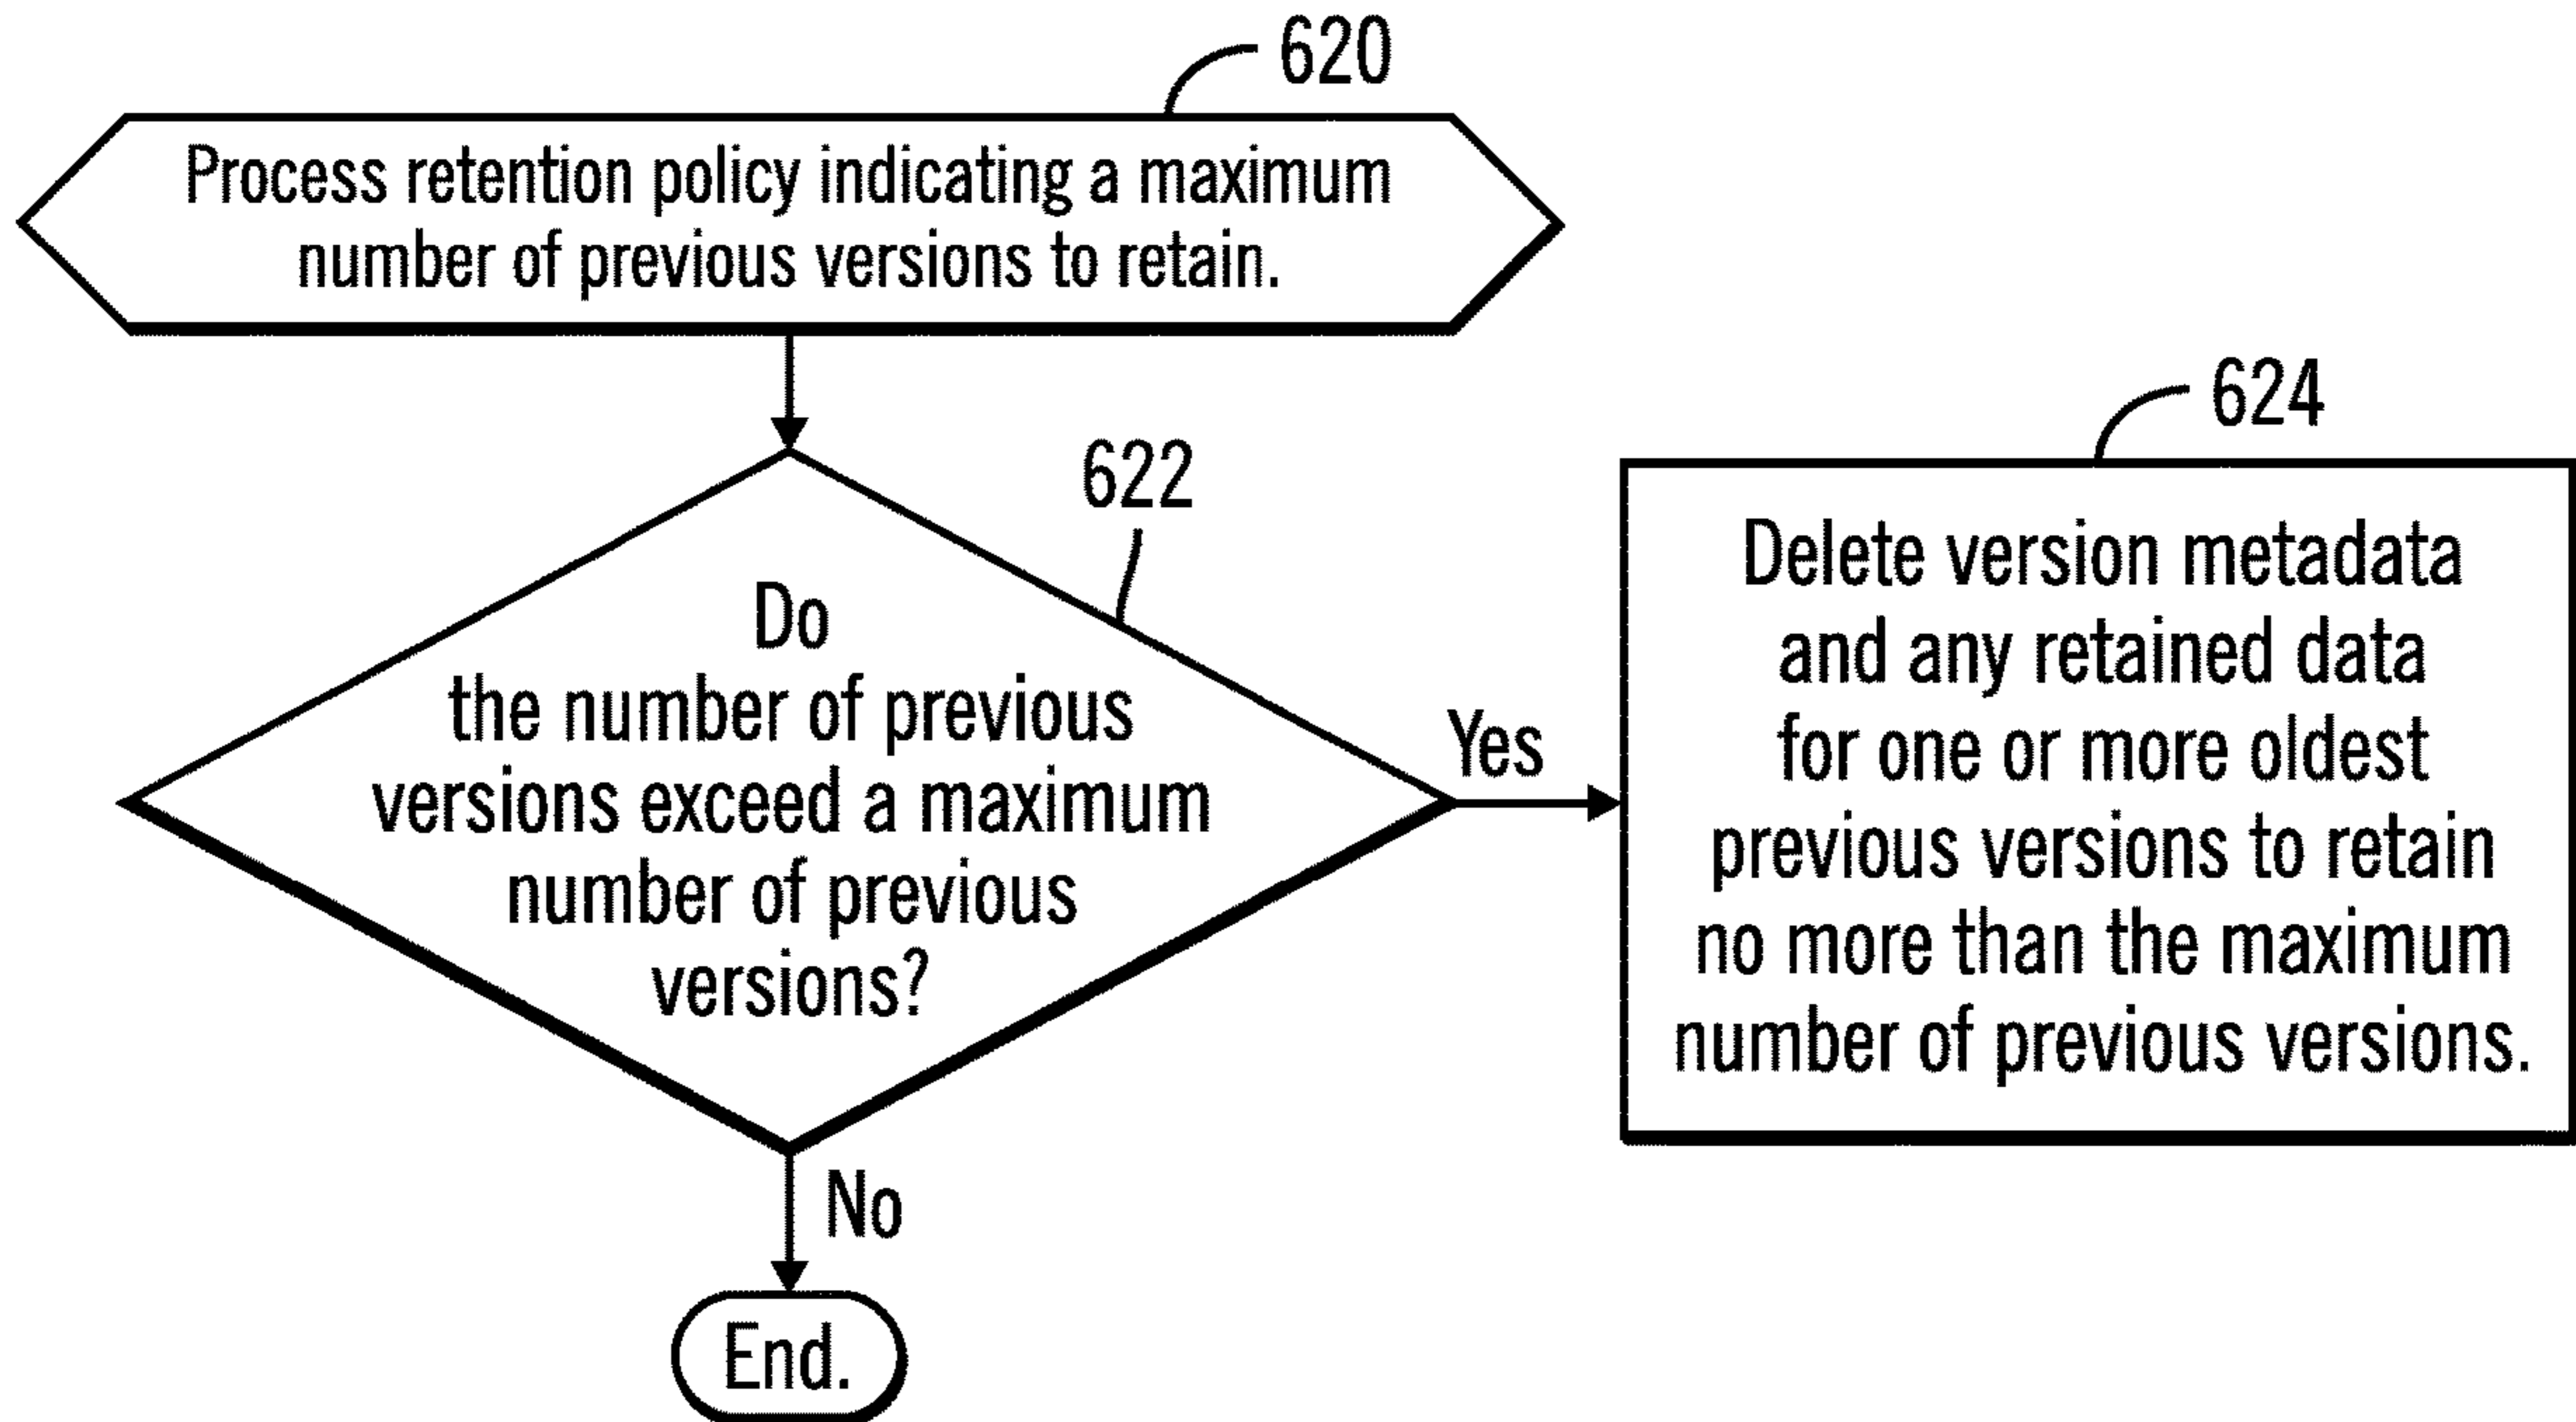 620
Process retention policy indicating a maximum
number of previous versions to retain.
622
Do
the number of previous
versions exceed a maximum
number of previous
versions?
Yes
624
Delete version metadata
and any retained data
for one or more oldest
previous versions to retain
no more than the maximum
number of previous versions.
No
End.